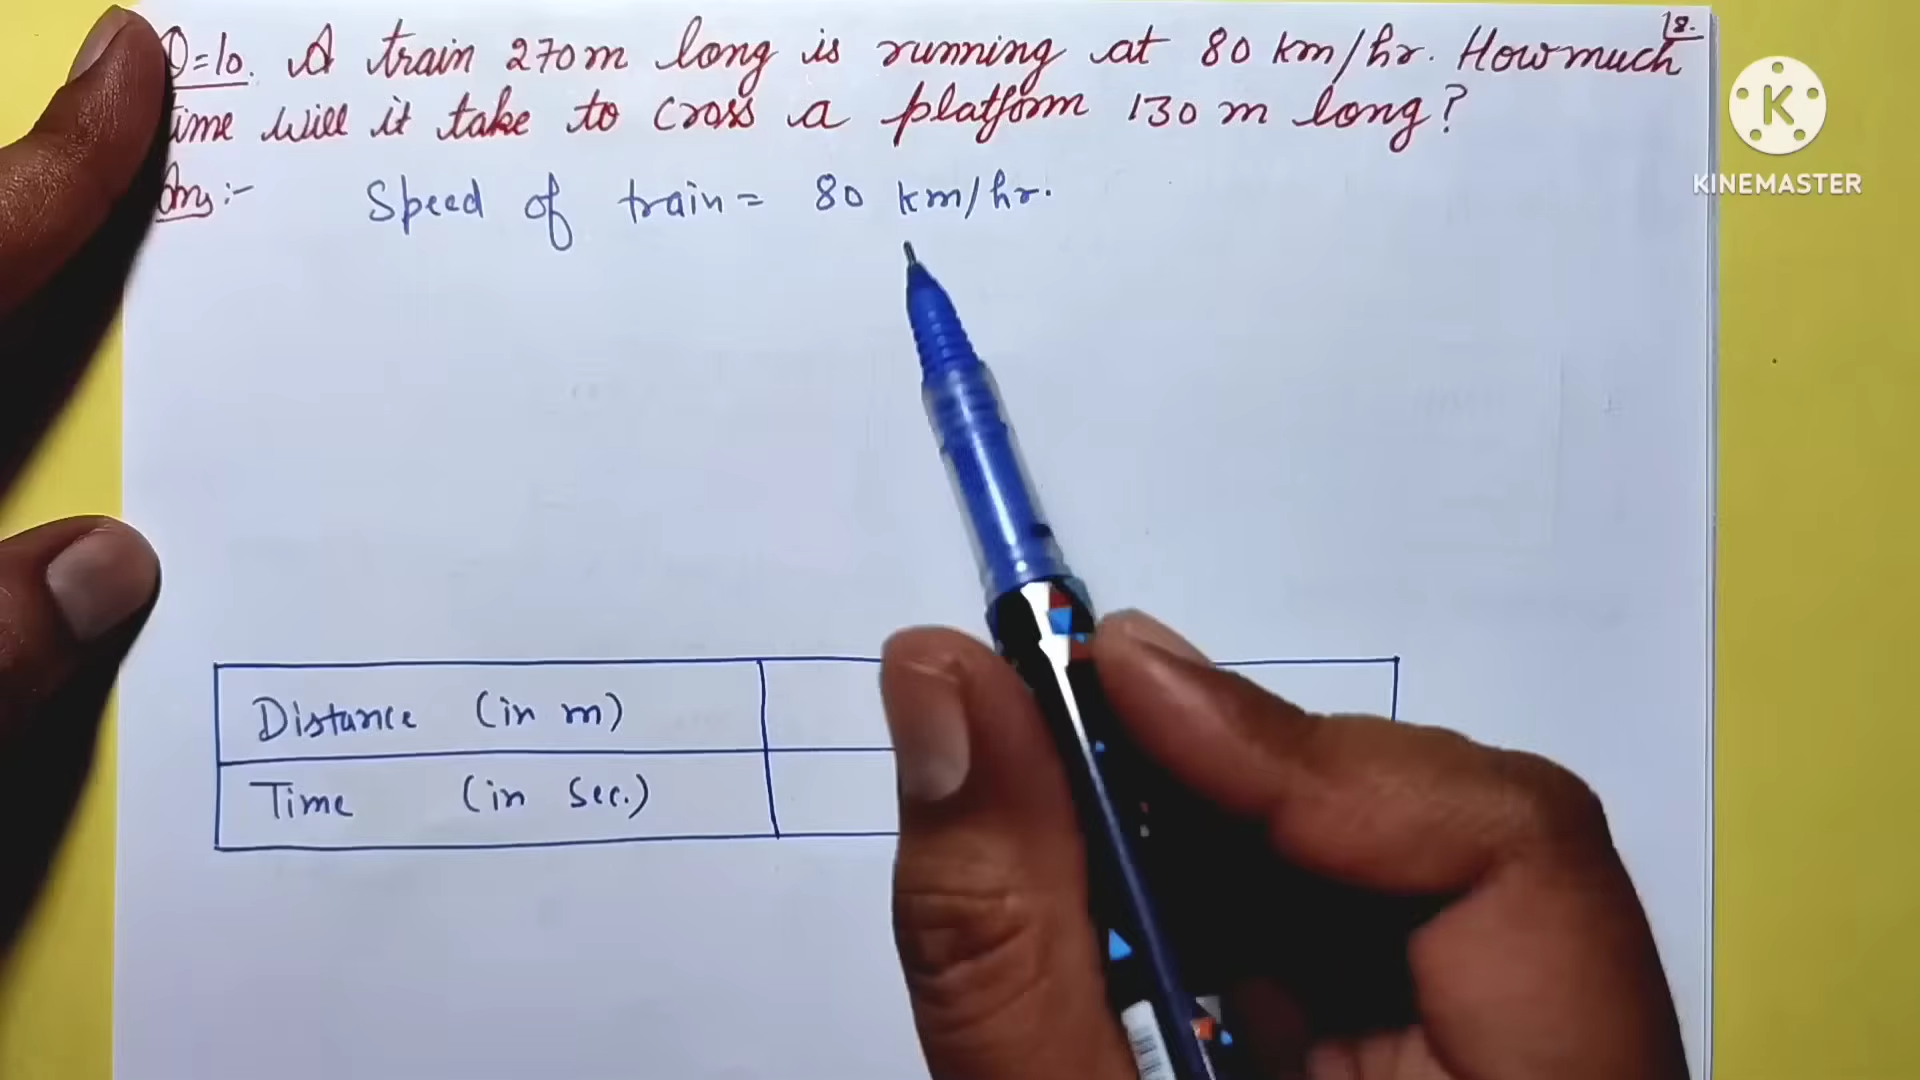 18.
Q=10. A train 270m long is running at 80 km/hr. How much
time will it take to cross a platform 130 m long?
Ans:- Speed of train = 80 km/hr.
K
KINEMASTER
Distance (in m)
Time (in Sec.)